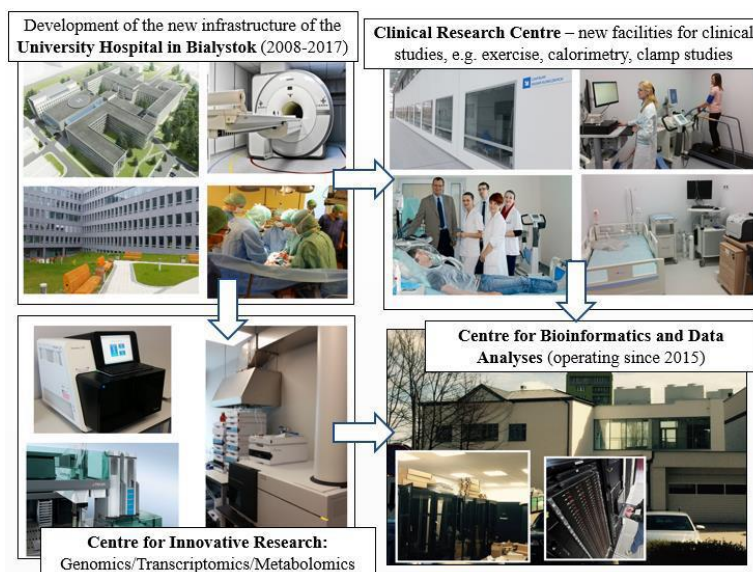 Development of the new infrastructure of the
University Hospital in Bialystok (2008-2017)
Clinical Research Centre – new facilities for clinical
studies, e.g. exercise, calorimetry, clamp studies
Centre for Bioinformatics and Data
Analyses (operating since 2015)
Centre for Innovative Research:
Genomics/Transcriptomics/Metabolomics